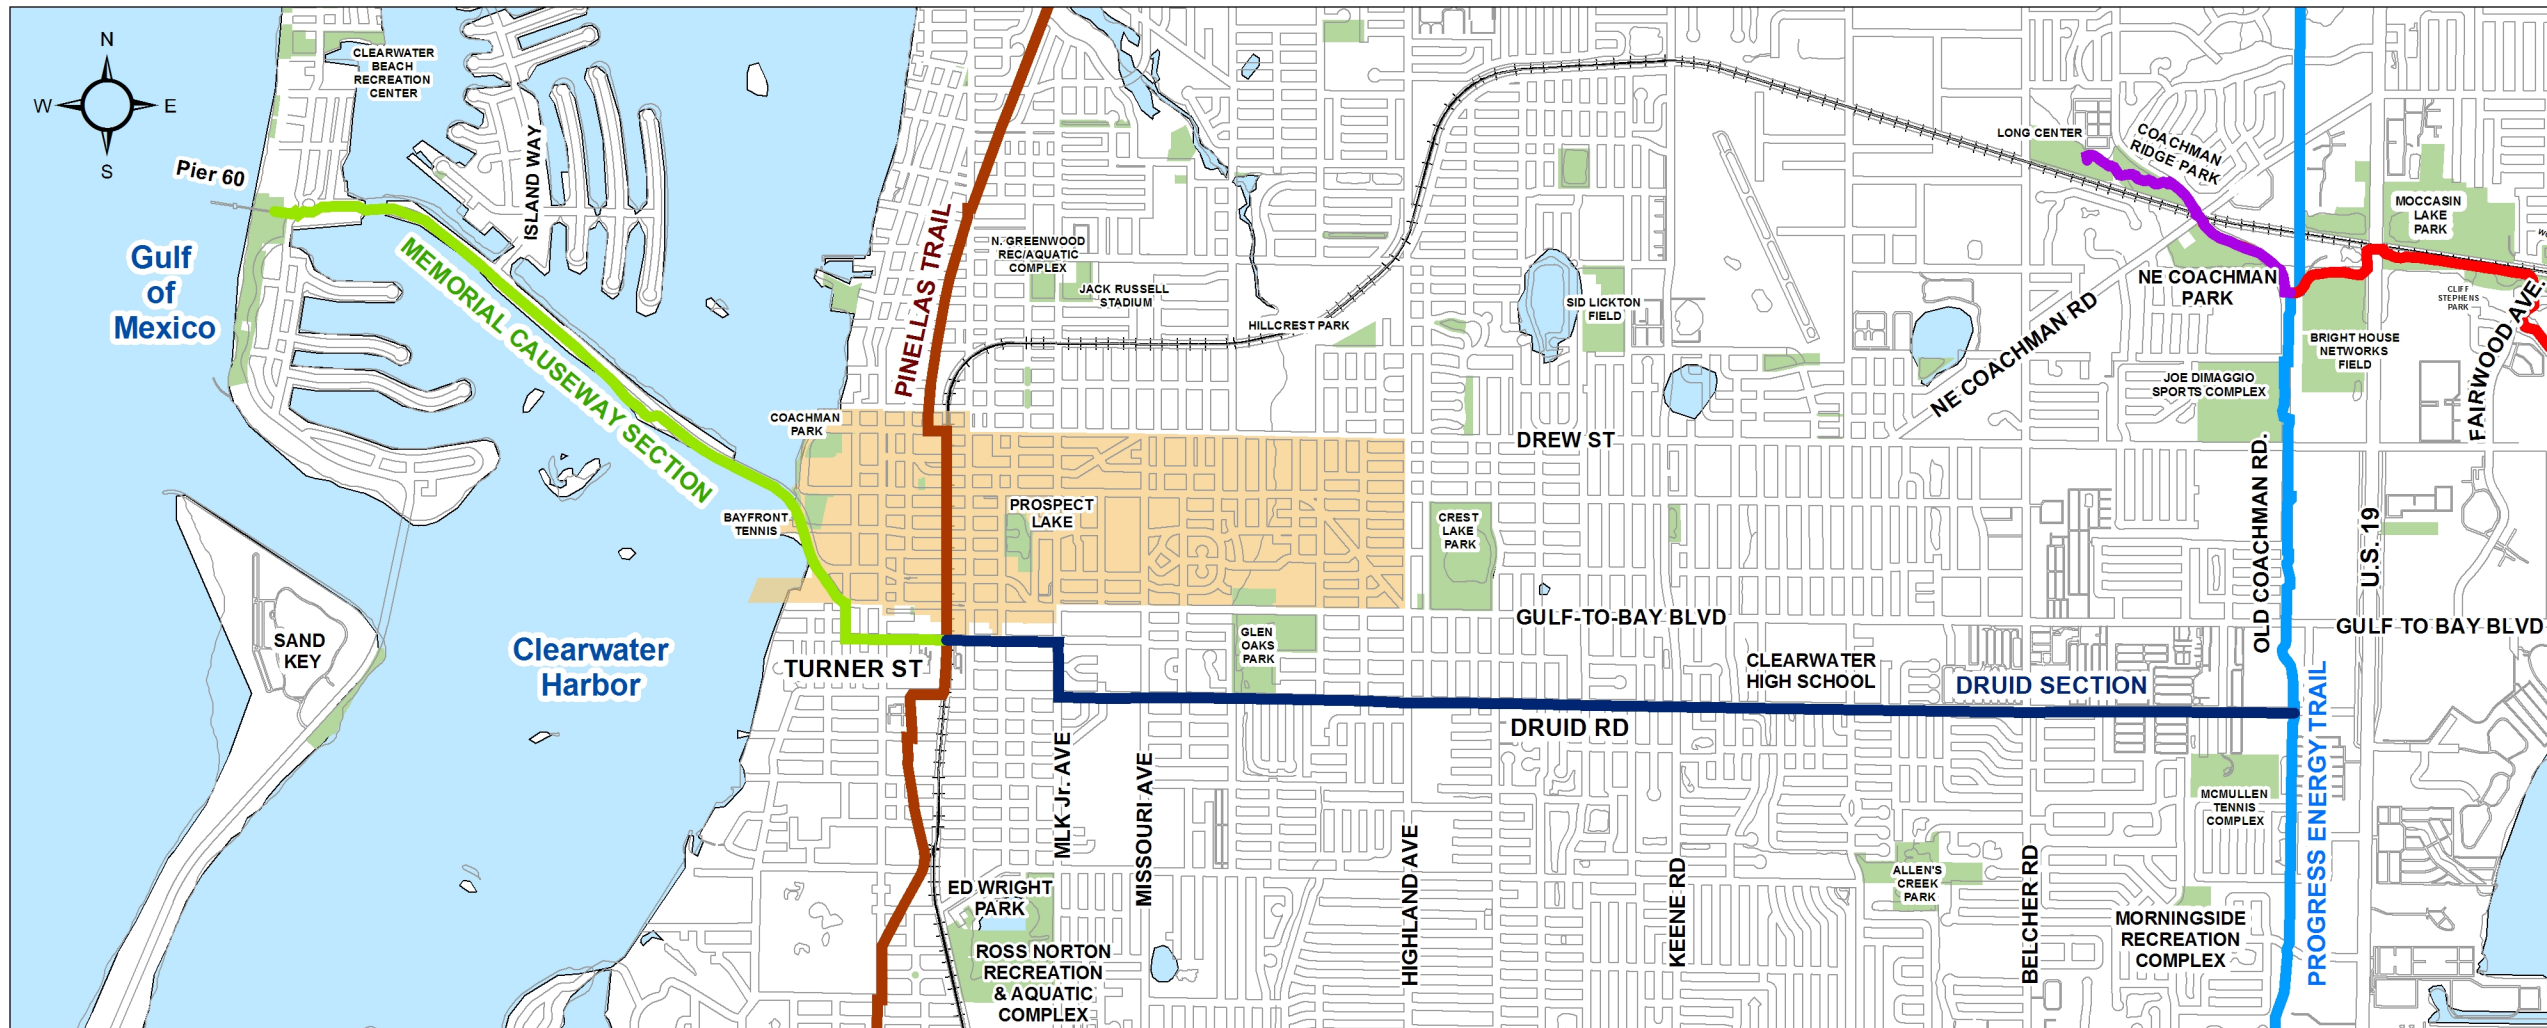 N
W
E
S
CLEARWATER
BEACH
RECREATION
CENTER
Pier 60
ISLAND WAY
Gulf
of
Mexico
MEMORIAL CAUSEWAY SECTION
PINELLAS TRAIL
N. GREENWOOD
REC/AQUATIC
COMPLEX
JACK RUSSELL
STADIUM
HILLCREST PARK
SID LICKTON
FIELD
LONG CENTER
COACHMAN
RIDGE PARK
MOCCASIN
LAKE
PARK
NE COACHMAN
PARK
NE COACHMAN RD
CLIFF
STEPHENS
PARK
FAIRWOOD AVE.
BRIGHT HOUSE
NETWORKS
FIELD
JOE DIMAGGIO
SPORTS COMPLEX
COACHMAN
PARK
DREW ST
OLD COACHMAN RD.
U.S. 19
BAYFRONT
TENNIS
PROSPECT
LAKE
CREST
LAKE
PARK
SAND
KEY
Clearwater
Harbor
TURNER ST
GLEN
OAKS
PARK
GULF-TO-BAY BLVD
GULF TO BAY BLVD
CLEARWATER
HIGH SCHOOL
DRUID SECTION
DRUID RD
PROGRESS ENERGY TRAIL
MLK Jr. AVE
MISSOURI AVE
HIGHLAND AVE
KEENE RD
BELCHER RD
MCMULLEN
TENNIS
COMPLEX
ALLEN'S
CREEK
PARK
ED WRIGHT
PARK
ROSS NORTON
RECREATION
& AQUATIC
COMPLEX
MORNINGSIDE
RECREATION
COMPLEX